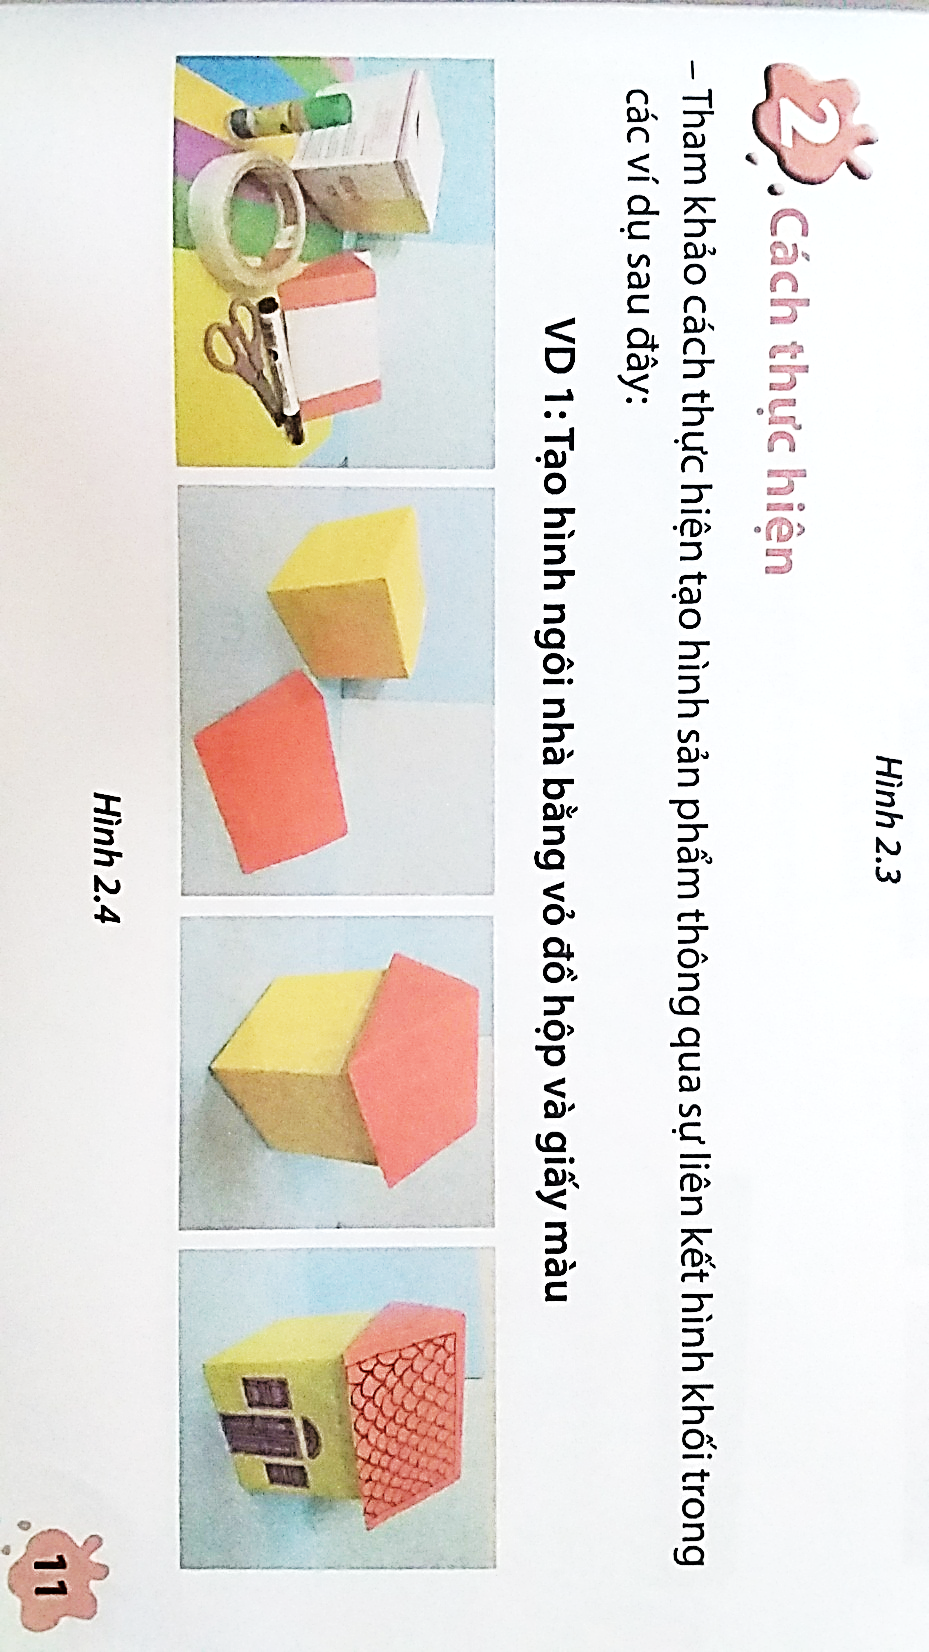 Hình 2.3
2 Cách thực hiện
– Tham khảo cách thực hiện tạo hình sản phẩm thông qua sự liên kết hình khối trong
các ví dụ sau đây:
VD 1: Tạo hình ngôi nhà bằng vỏ đồ hộp và giấy màu
Hình 2.4
11